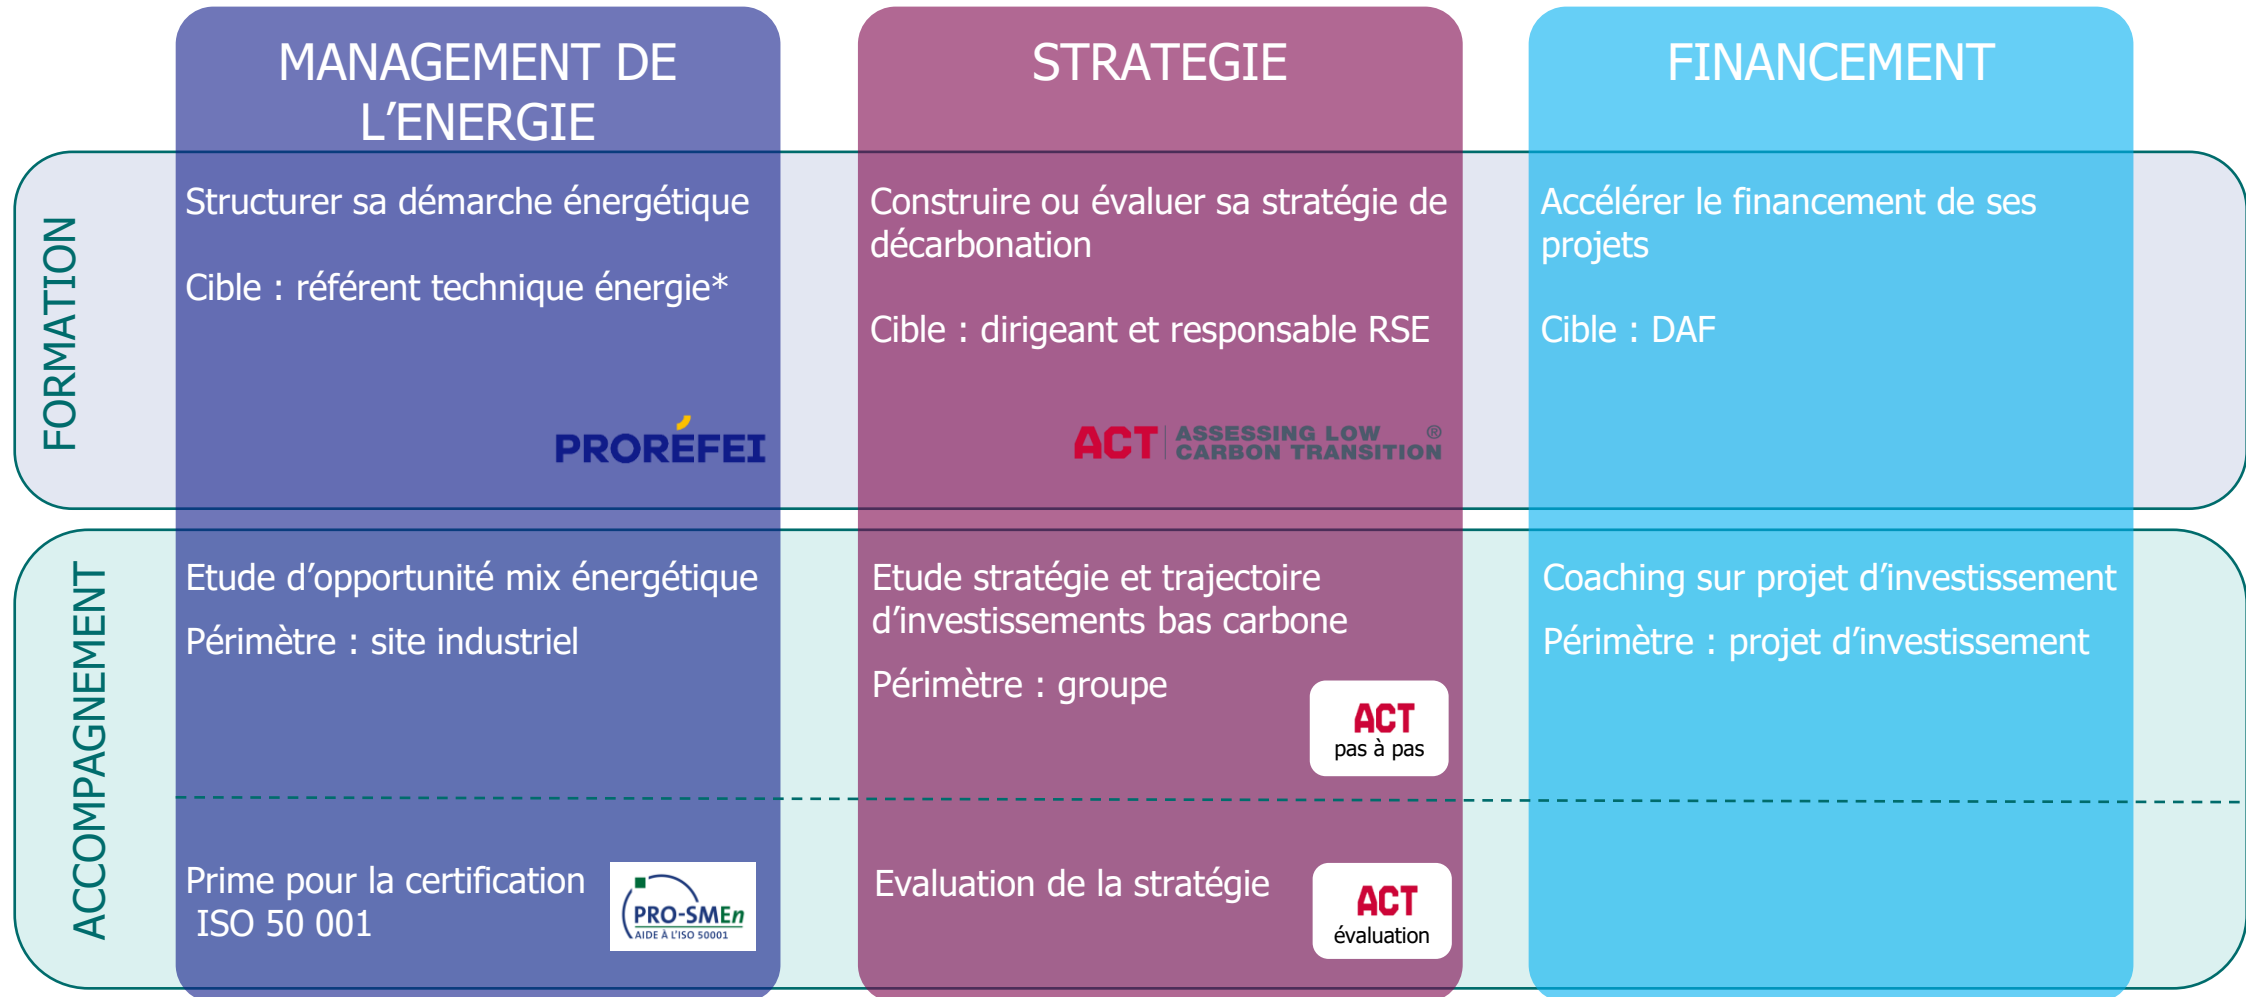 MANAGEMENT DE
L’ENERGIE
STRATEGIE
FINANCEMENT
FORMATION
Structurer sa démarche énergétique
Cible : référent technique énergie*
PRORÉFEI
Construire ou évaluer sa stratégie de
décarbonation
Cible : dirigeant et responsable RSE
ACT ASSESSING LOW ®
CARBON TRANSITION
Accélérer le financement de ses
projets
Cible : DAF
ACCOMPAGNEMENT
Etude d’opportunité mix énergétique
Périmètre : site industriel
Etude stratégie et trajectoire
d’investissements bas carbone
Périmètre : groupe
ACT
pas à pas
Coaching sur projet d’investissement
Périmètre : projet d’investissement
Prime pour la certification
ISO 50 001
PRO-SMEn
AIDE À L'ISO 50001
Evaluation de la stratégie
ACT
évaluation